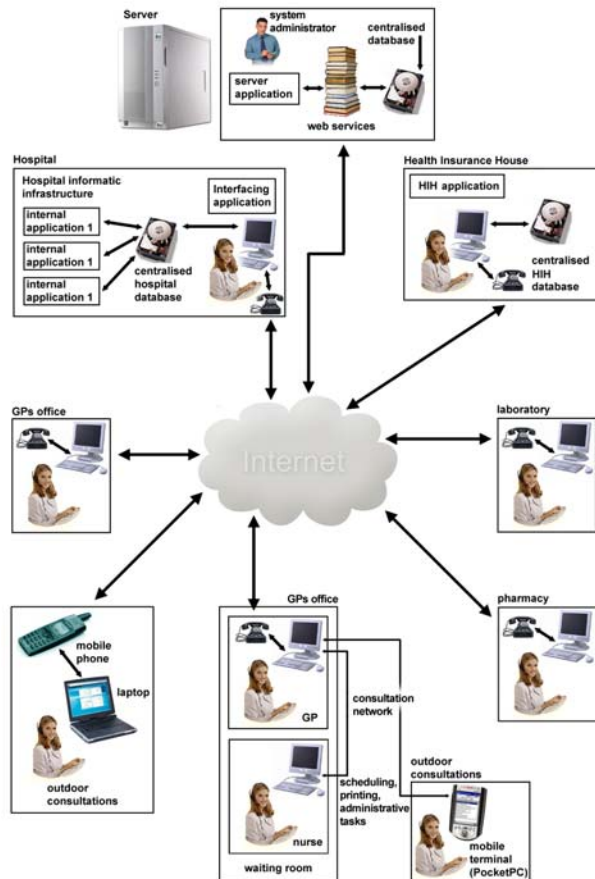 Server
system
administrator
server
application
web services
centralised
database
Hospital
Hospital informatic
infrastructure
internal
application 1
internal
application 1
internal
application 1
centralised
hospital
database
Interfacing
application
Health Insurance House
HIH application
centralised
HIH
database
GPs office
Internet
laboratory
mobile
phone
laptop
outdoor
consultations
GPs office
GP
nurse
waiting room
consultation
network
scheduling,
printing,
administrative
tasks
pharmacy
outdoor
consultations
mobile
terminal
(PocketPC)